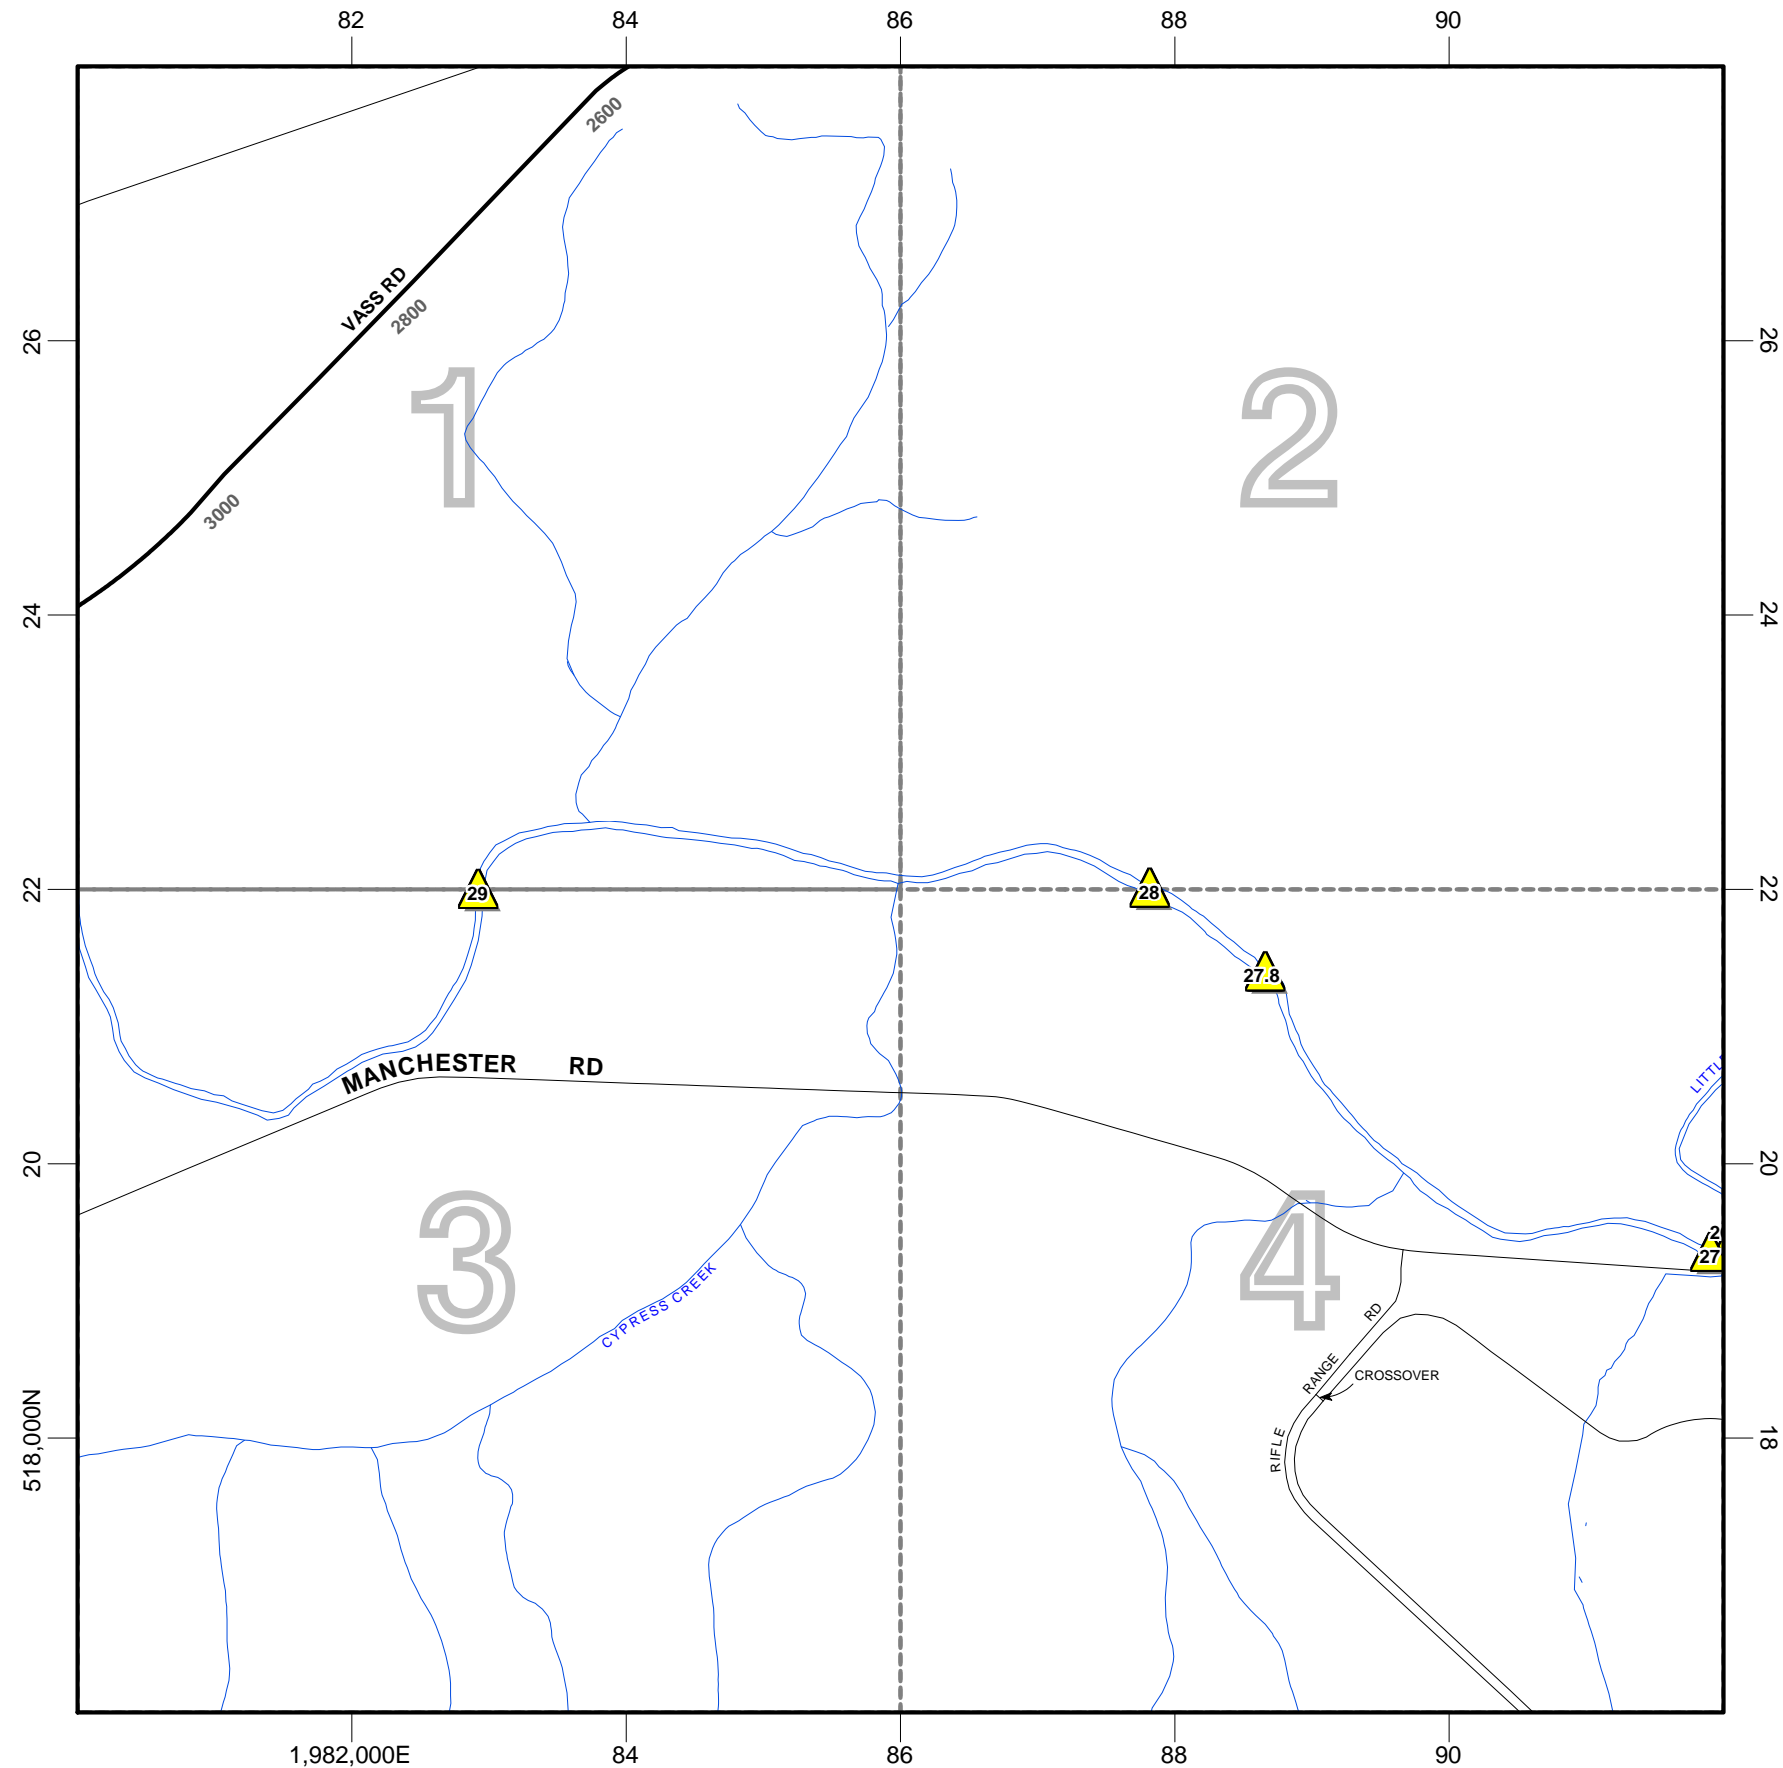 82 84 86 88 90
2600
VASS RD
2800
26 26
1 2
3000
24 24
22 22
29 28
27.8
MANCHESTER RD
LITTL
20 20
3 4
27
CYPRESS CREEK
RIFLE RANGE RD
CROSSOVER
518,000N 18
1,982,000E 84 86 88 90